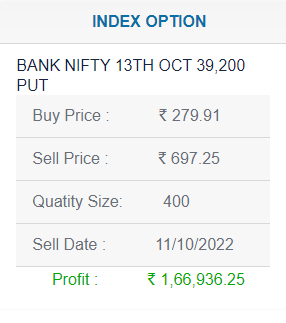 INDEX OPTION
BANK NIFTY 13TH OCT 39,200
PUT
Buy Price : ₹ 279.91
Sell Price : ₹ 697.25
Quatity Size: 400
Sell Date : 11/10/2022
Profit : ₹ 1,66,936.25